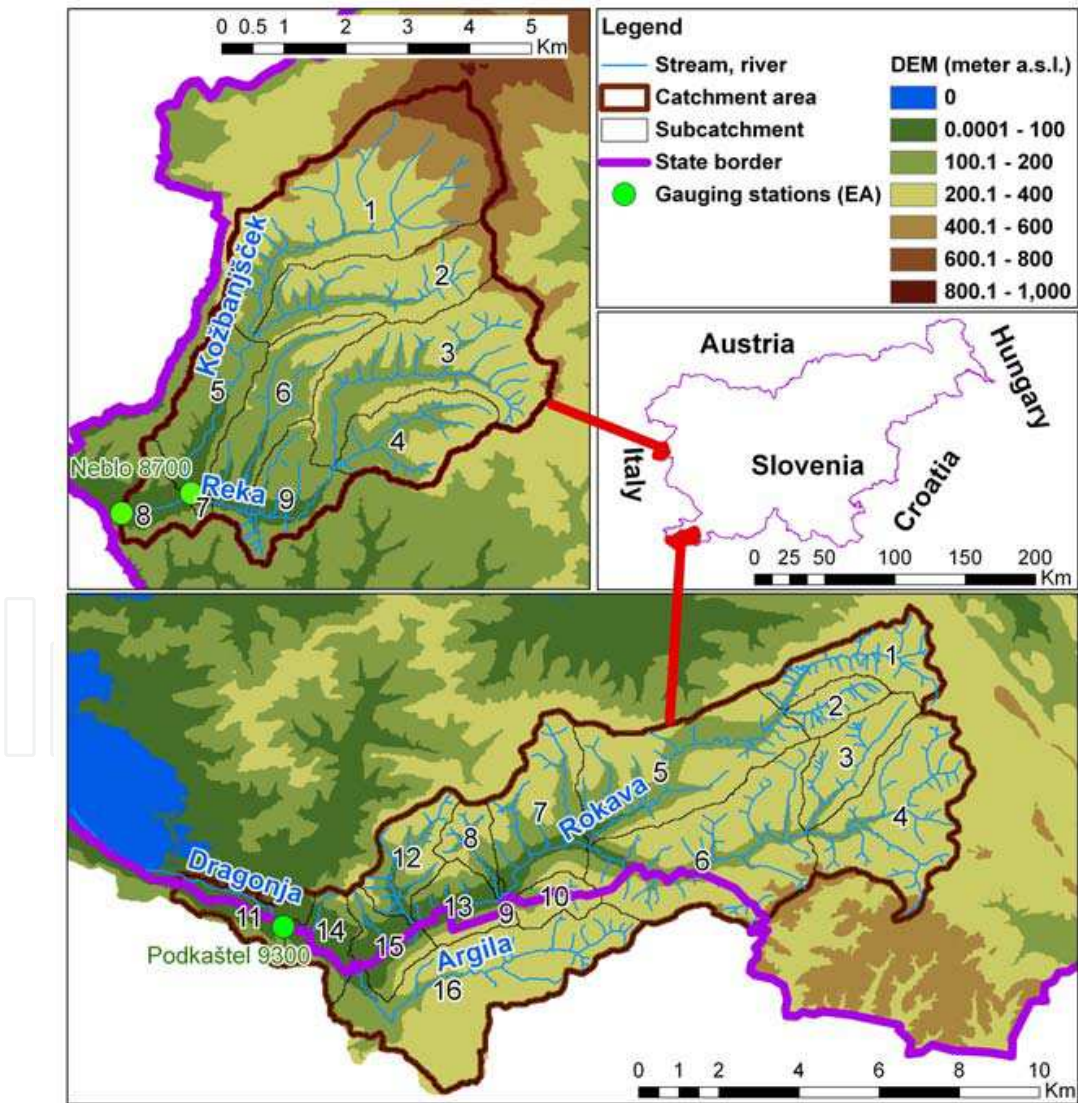 0 0.5 1 2 3 4 5
Km
1
2
3
4
5
6
7
8
9
Kožbanjšček
Reka
Neblo 8700
Legend
Stream, river
Catchment area
Subcatchment
State border
Gauging stations (EA)
DEM (meter a.s.l.)
0
0.0001 - 100
100.1 - 200
200.1 - 400
400.1 - 600
600.1 - 800
800.1 - 1,000
Austria
Hungary
Italy
Slovenia
Croatia
0 25 50 100 150 200
Km
1
2
3
4
5
Rokava
6
7
8
12
13
9
10
Dragonja
11
14
15
Argila
16
Podkaštel 9300
0 1 2 4 6 8 10
Km